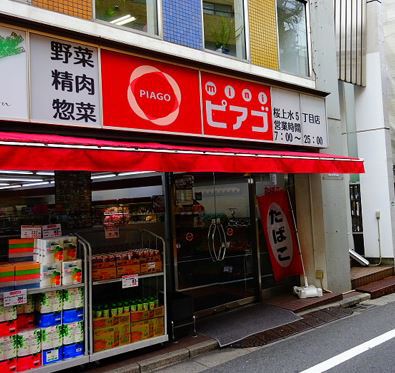 野菜
精肉
惣菜
PIAGO
mini
ピアゴ
桜上水5丁目店
営業時間
7:00~25:00
たばこ